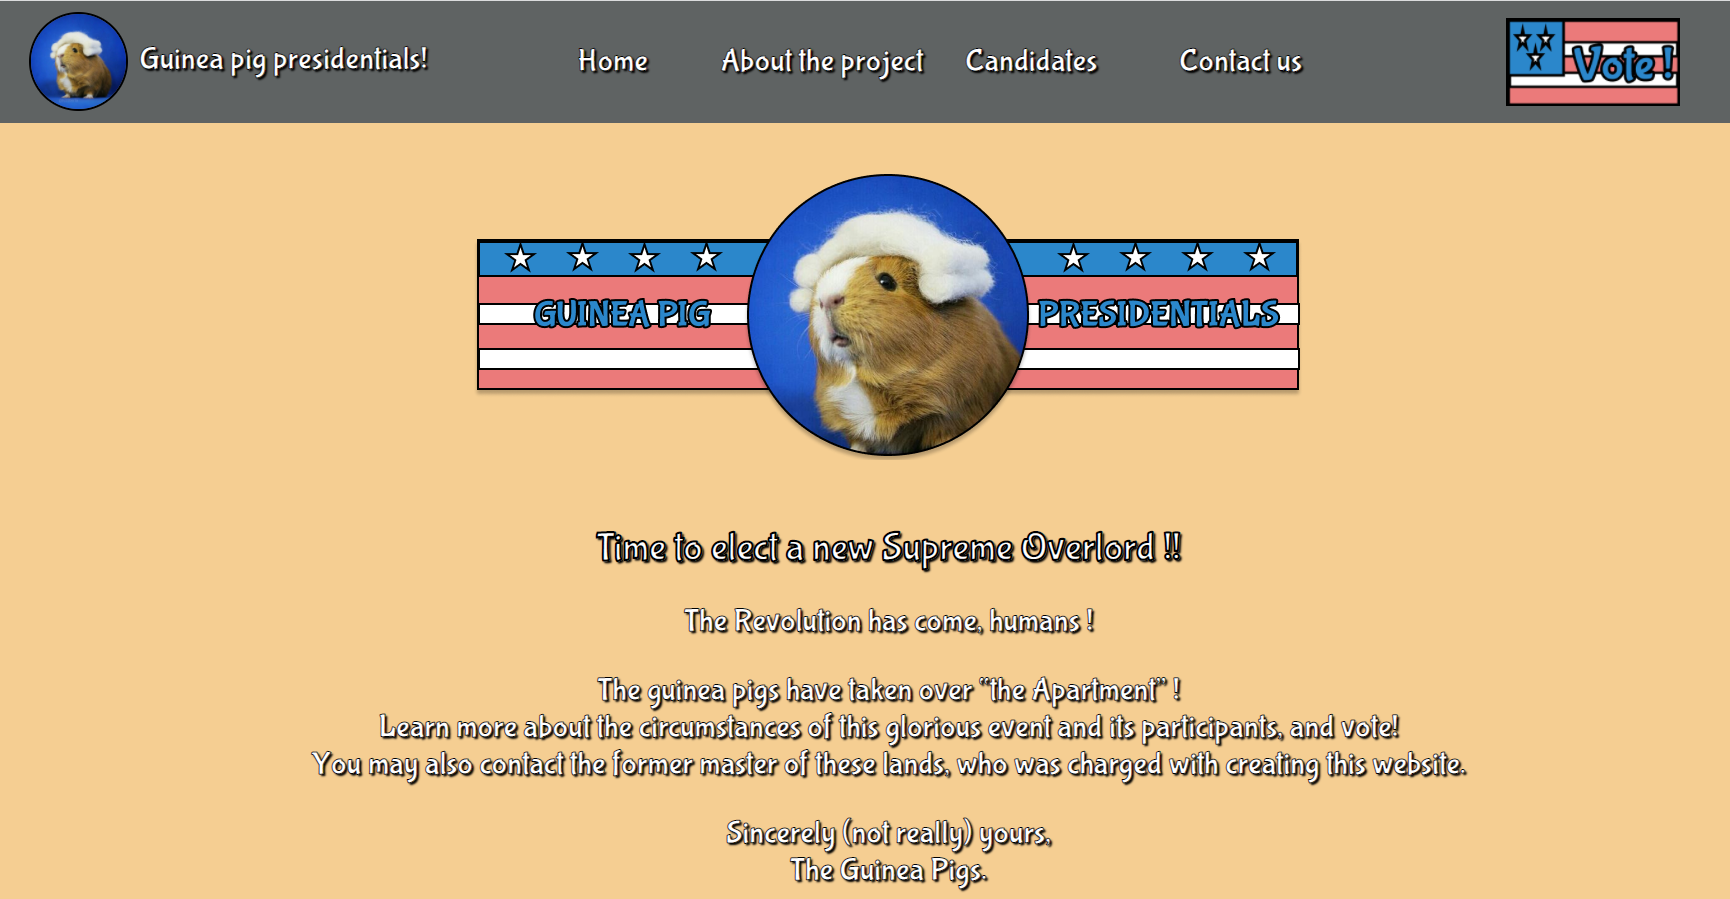 Guinea pig presidentials!
Home
About the project
Candidates
Contact us
Vote !
GUINEA PIG
PRESIDENTIALS
Time to elect a new Supreme Overlord !!
The Revolution has come, humans !
The guinea pigs have taken over “the Apartment” !
Learn more about the circumstances of this glorious event and its participants, and vote!
You may also contact the former master of these lands, who was charged with creating this website.
Sincerely (not really) yours,
The Guinea Pigs.